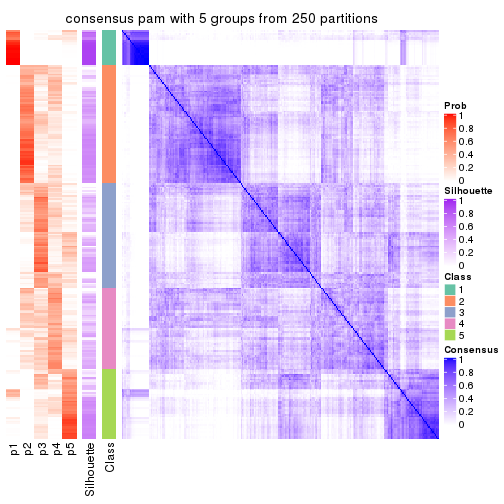 consensus pam with 5 groups from 250 partitions
Prob
1
0.8
0.6
0.4
0.2
0
Silhouette
1
0.8
0.6
0.4
0.2
0
Class
1
2
3
4
5
Consensus
1
0.8
0.6
0.4
0.2
0
p1
p2
p3
p4
p5
Silhouette
Class